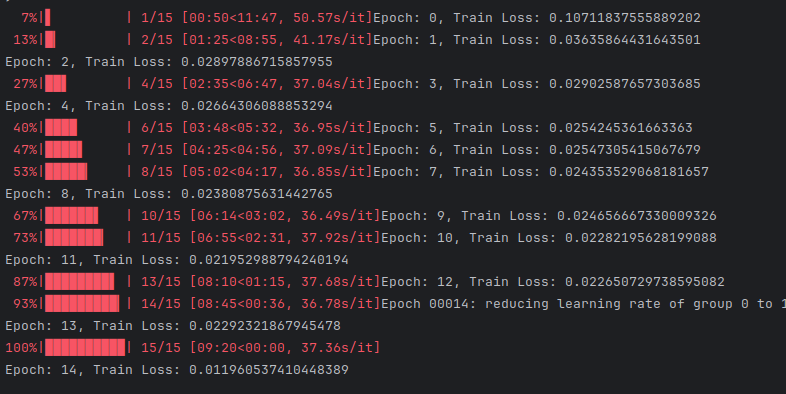 7%|▋         | 1/15 [00:50<11:47, 50.57s/it]Epoch: 0, Train Loss: 0.10711837555889202
13%|█▎        | 2/15 [01:25<08:55, 41.17s/it]Epoch: 1, Train Loss: 0.03635864431643501
Epoch: 2, Train Loss: 0.02897886715857955
27%|██▋       | 4/15 [02:35<06:47, 37.04s/it]Epoch: 3, Train Loss: 0.02902587657303685
Epoch: 4, Train Loss: 0.02664306088853294
40%|████      | 6/15 [03:48<05:32, 36.95s/it]Epoch: 5, Train Loss: 0.0254245361663363
47%|████▋     | 7/15 [04:25<04:56, 37.09s/it]Epoch: 6, Train Loss: 0.02547305415067679
53%|█████▎    | 8/15 [05:02<04:17, 36.85s/it]Epoch: 7, Train Loss: 0.024353529068181657
Epoch: 8, Train Loss: 0.02380875631442765
67%|██████▋   | 10/15 [06:14<03:02, 36.49s/it]Epoch: 9, Train Loss: 0.024656667330009326
73%|███████▎  | 11/15 [06:55<02:31, 37.92s/it]Epoch: 10, Train Loss: 0.02282195628199088
Epoch: 11, Train Loss: 0.021952988794240194
87%|████████▋ | 13/15 [08:10<01:15, 37.68s/it]Epoch: 12, Train Loss: 0.022650729738595082
93%|█████████▎| 14/15 [08:45<00:36, 36.78s/it]Epoch 00014: reducing learning rate of group 0 to 1
Epoch: 13, Train Loss: 0.02292321867945478
100%|██████████| 15/15 [09:20<00:00, 37.36s/it]
Epoch: 14, Train Loss: 0.011960537410448389